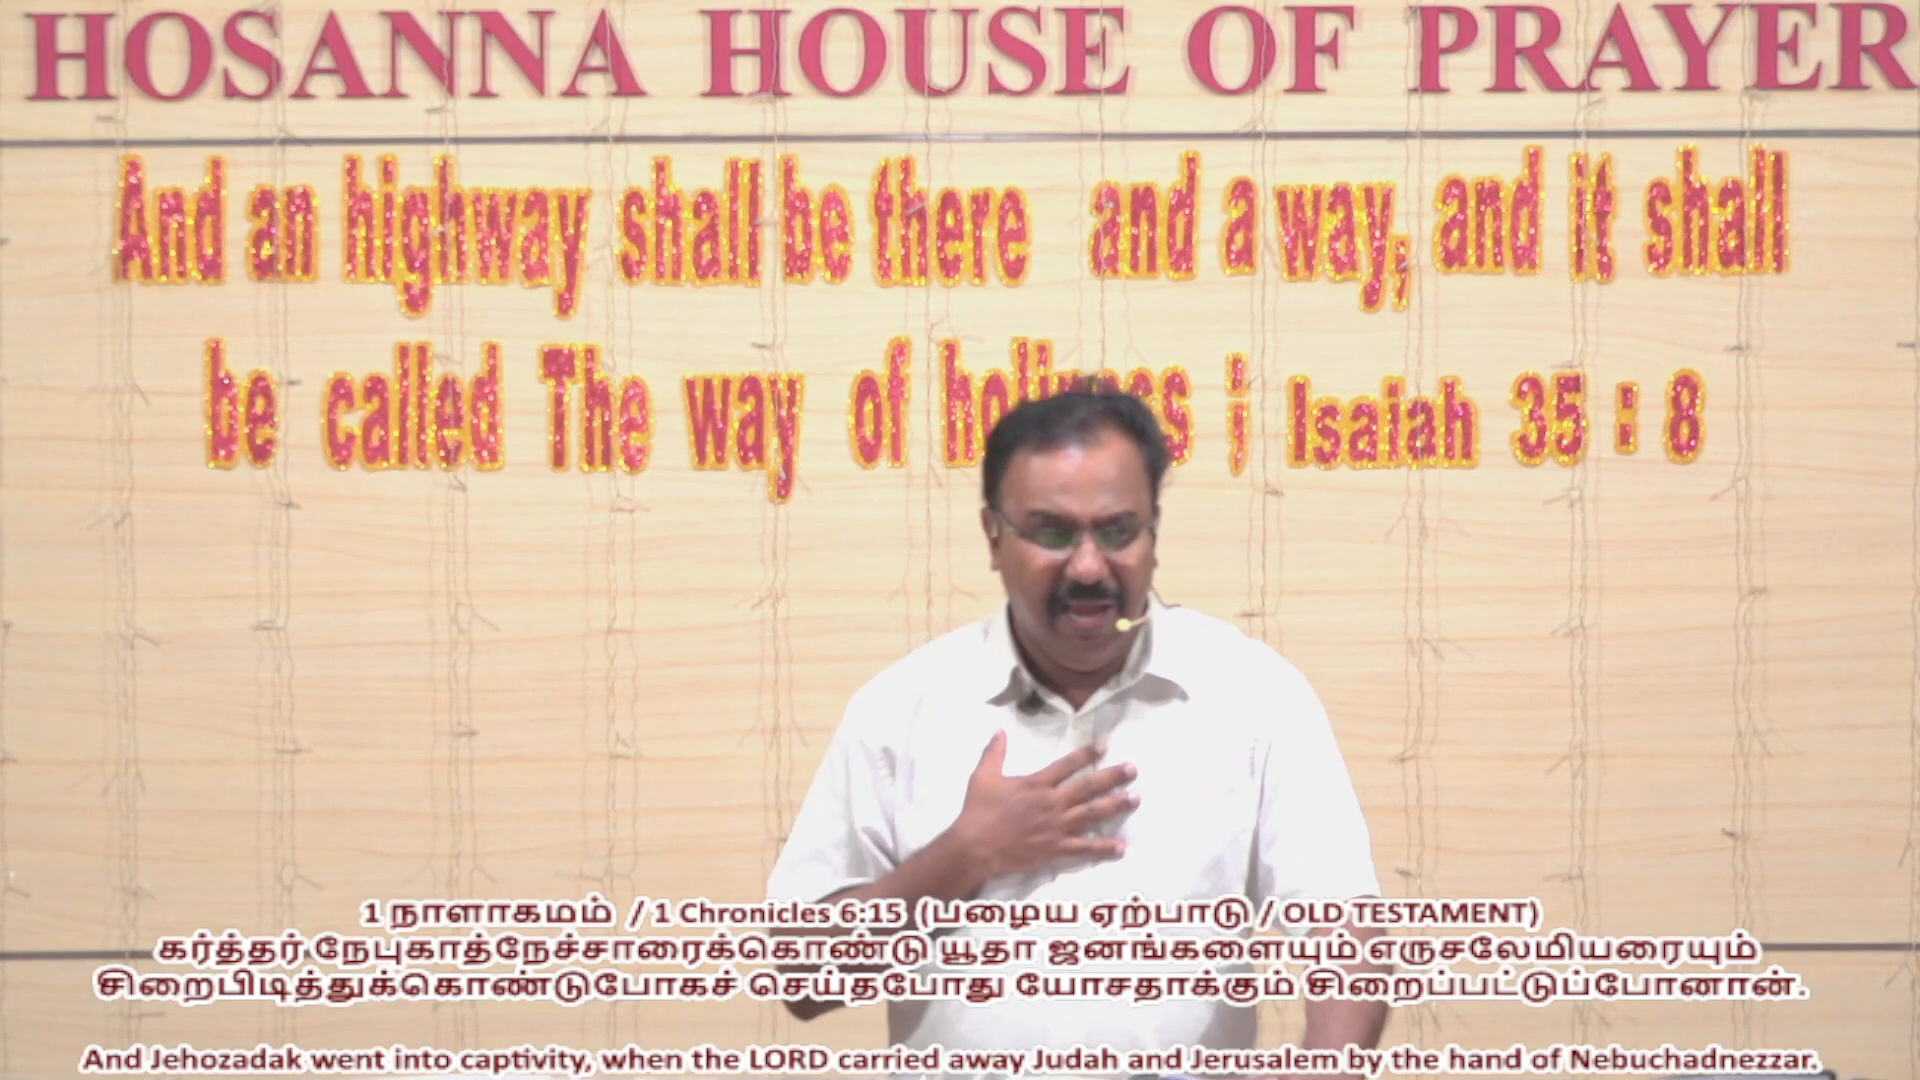 HOSANNA HOUSE OF PRAYER
And an highway shall be there and a way, and it shall
be called The way of holiness ; Isaiah 35 : 8
1 நாளாகமம் / 1 Chronicles 6:15 (பழைய ஏற்பாடு / OLD TESTAMENT)
கர்த்தர் நேபுகாத்நேச்சாரைக்கொண்டு யூதா ஜனங்களையும் எருசலேமியரையும்
சிறைபிடித்துக்கொண்டுபோகச் செய்தபோது யோசதாக்கும் சிறைப்பட்டுப்போனான்.
And Jehozadak went into captivity, when the LORD carried away Judah and Jerusalem by the hand of Nebuchadnezzar.